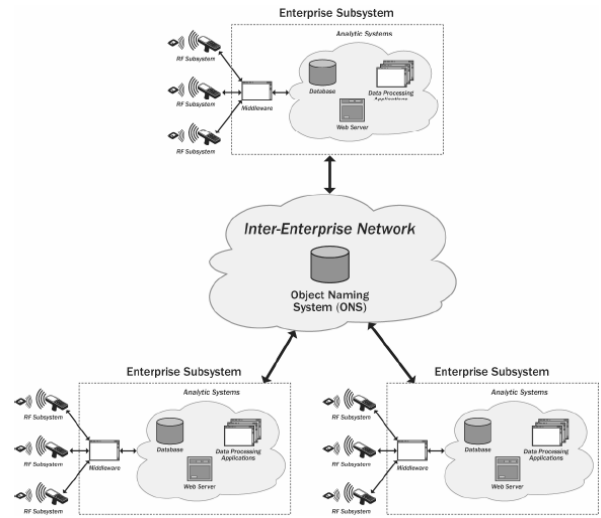 Enterprise Subsystem
Analytic Systems
RF Subsystem
RF Subsystem
RF Subsystem
Middleware
Database
Data Processing
Applications
Web Server
Inter-Enterprise Network
Object Naming
System (ONS)
Enterprise Subsystem
Analytic Systems
RF Subsystem
RF Subsystem
RF Subsystem
Middleware
Database
Data Processing
Applications
Web Server
Enterprise Subsystem
Analytic Systems
RF Subsystem
RF Subsystem
RF Subsystem
Middleware
Database
Data Processing
Applications
Web Server